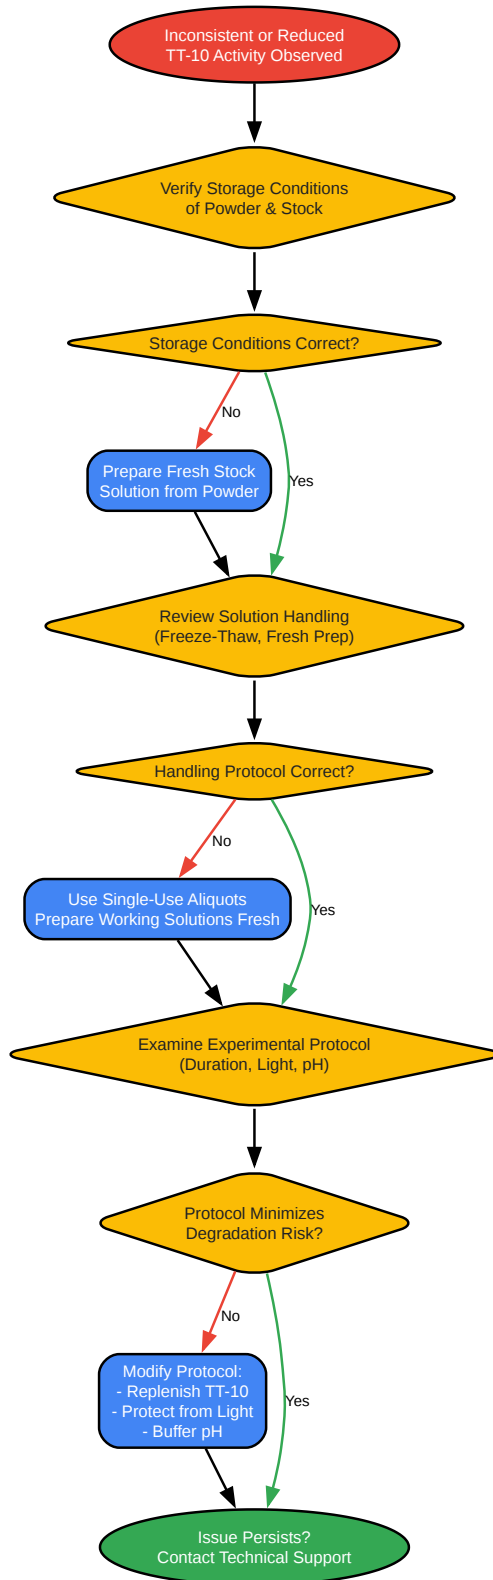 Inconsistent or Reduced
TT-10 Activity Observed
Verify Storage Conditions
of Powder & Stock
Storage Conditions Correct?
No
Prepare Fresh Stock
Solution from Powder
Yes
Review Solution Handling
(Freeze-Thaw, Fresh Prep)
Handling Protocol Correct?
No
Use Single-Use Aliquots
Prepare Working Solutions Fresh
Yes
Examine Experimental Protocol
(Duration, Light, pH)
Protocol Minimizes
Degradation Risk?
No
Modify Protocol:
- Replenish TT-10
- Protect from Light
- Buffer pH
Yes
Issue Persists?
Contact Technical Support